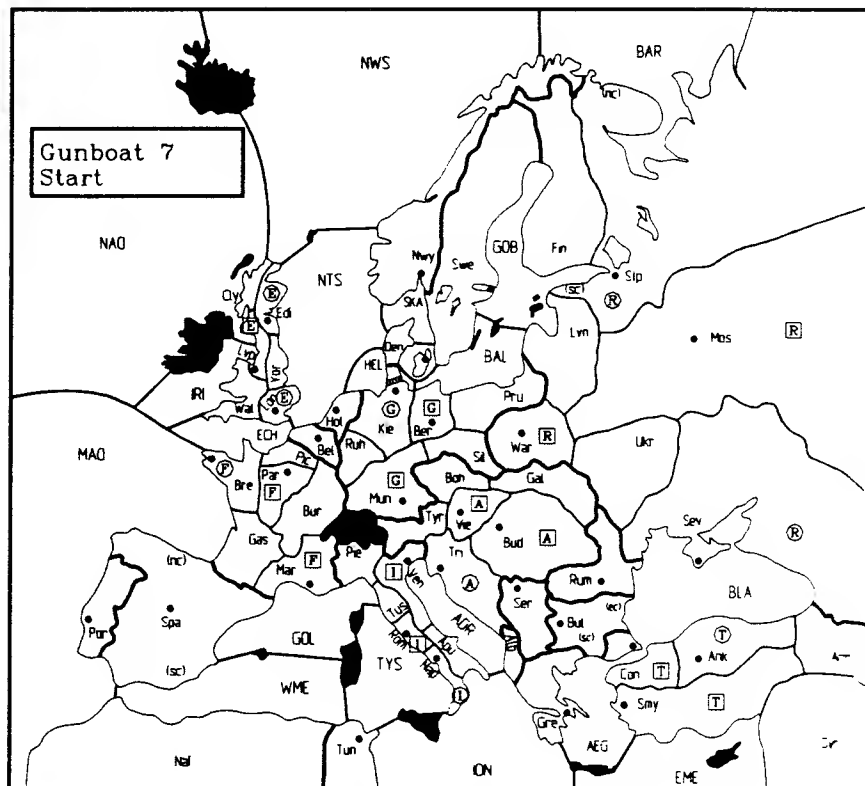 NWS
BAR
(nc)
Gunboat 7
Start
NAO
NTS
Nwy
Swe
GOB
Fin
Stp
(sc)
R
Cly
E
Edi
E
SKA
Den
Lvn
Mos
R
HEL
BAL
IRI
Wal
E
Hol
Kie
G
G
Ber
Pru
War
R
Ukr
MAO
ECH
Bel
Ruh
Sil
F
Bre
Pic
Par
F
Mun
G
Boh
Gal
Bur
Tyr
A
Vie
Bud
A
Sev
R
Gas
Mar
F
Pie
I
Ven
Tri
A
Rum
BLA
(nc)
Ser
Bul
(ec)
(sc)
Por
Spa
GOL
Tus
ADR
T
Ank
(sc)
TYS
Rom
I
Apu
Nap
Con
T
WME
I
Gre
Smy
T
Naf
Tun
ION
AEG
EME